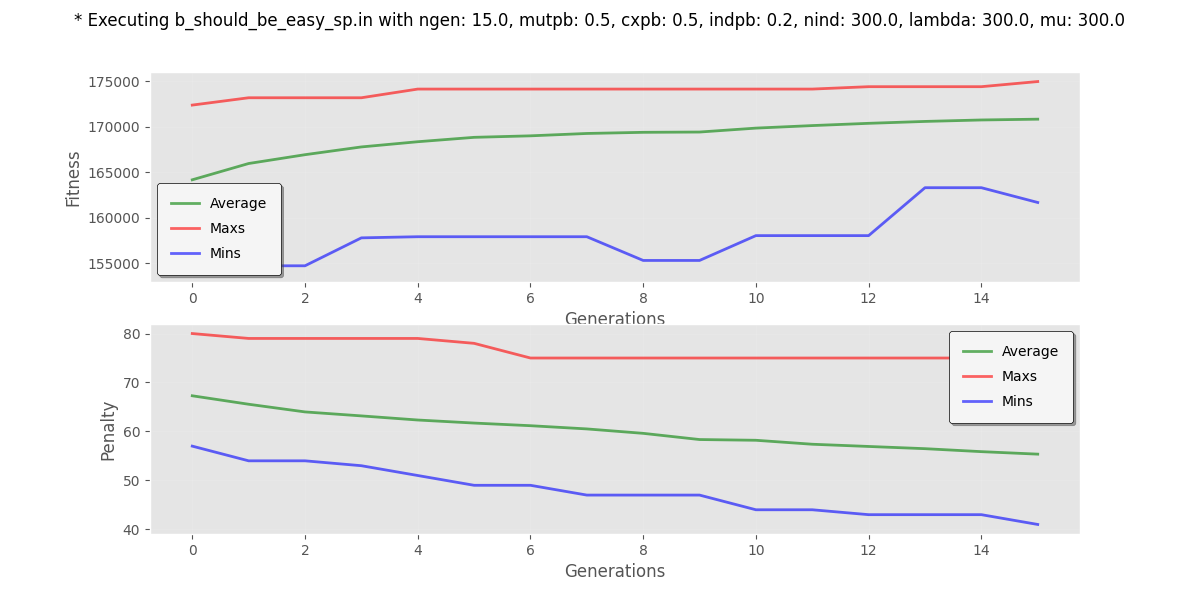 * Executing b_should_be_easy_sp.in with ngen: 15.0, mutpb: 0.5, cxpb: 0.5, indpb: 0.2, nind: 300.0, lambda: 300.0, mu: 300.0
175000
170000
165000
160000
155000
Fitness
Average
Maxs
Mins
0 2 4 6 8 10 12 14
Generations
80
70
60
50
40
Penalty
Average
Maxs
Mins
0 2 4 6 8 10 12 14
Generations